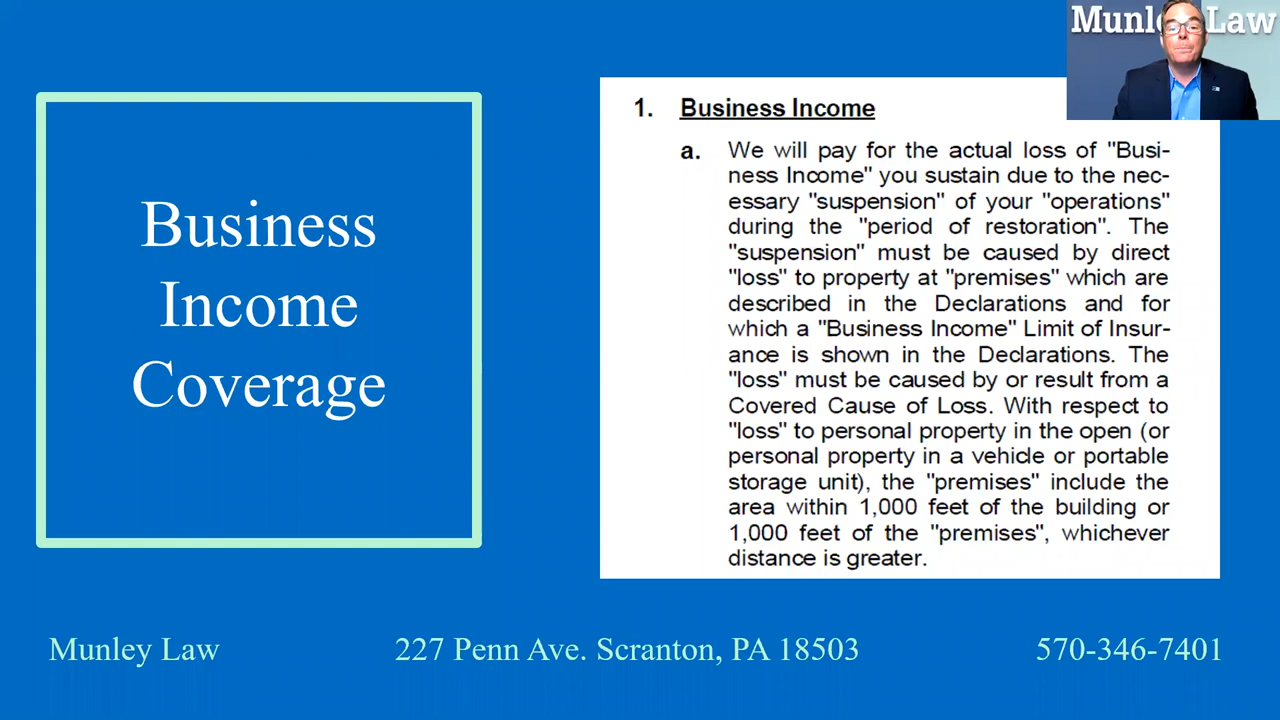 Munley Law
Business
Income
Coverage
1. Business Income
a. We will pay for the actual loss of "Busi-
ness Income" you sustain due to the nec-
essary "suspension" of your "operations"
during the "period of restoration". The
"suspension" must be caused by direct
"loss" to property at "premises" which are
described in the Declarations and for
which a "Business Income" Limit of Insur-
ance is shown in the Declarations. The
"loss" must be caused by or result from a
Covered Cause of Loss. With respect to
"loss" to personal property in the open (or
personal property in a vehicle or portable
storage unit), the "premises" include the
area within 1,000 feet of the building or
1,000 feet of the "premises", whichever
distance is greater.
Munley Law 227 Penn Ave. Scranton, PA 18503 570-346-7401